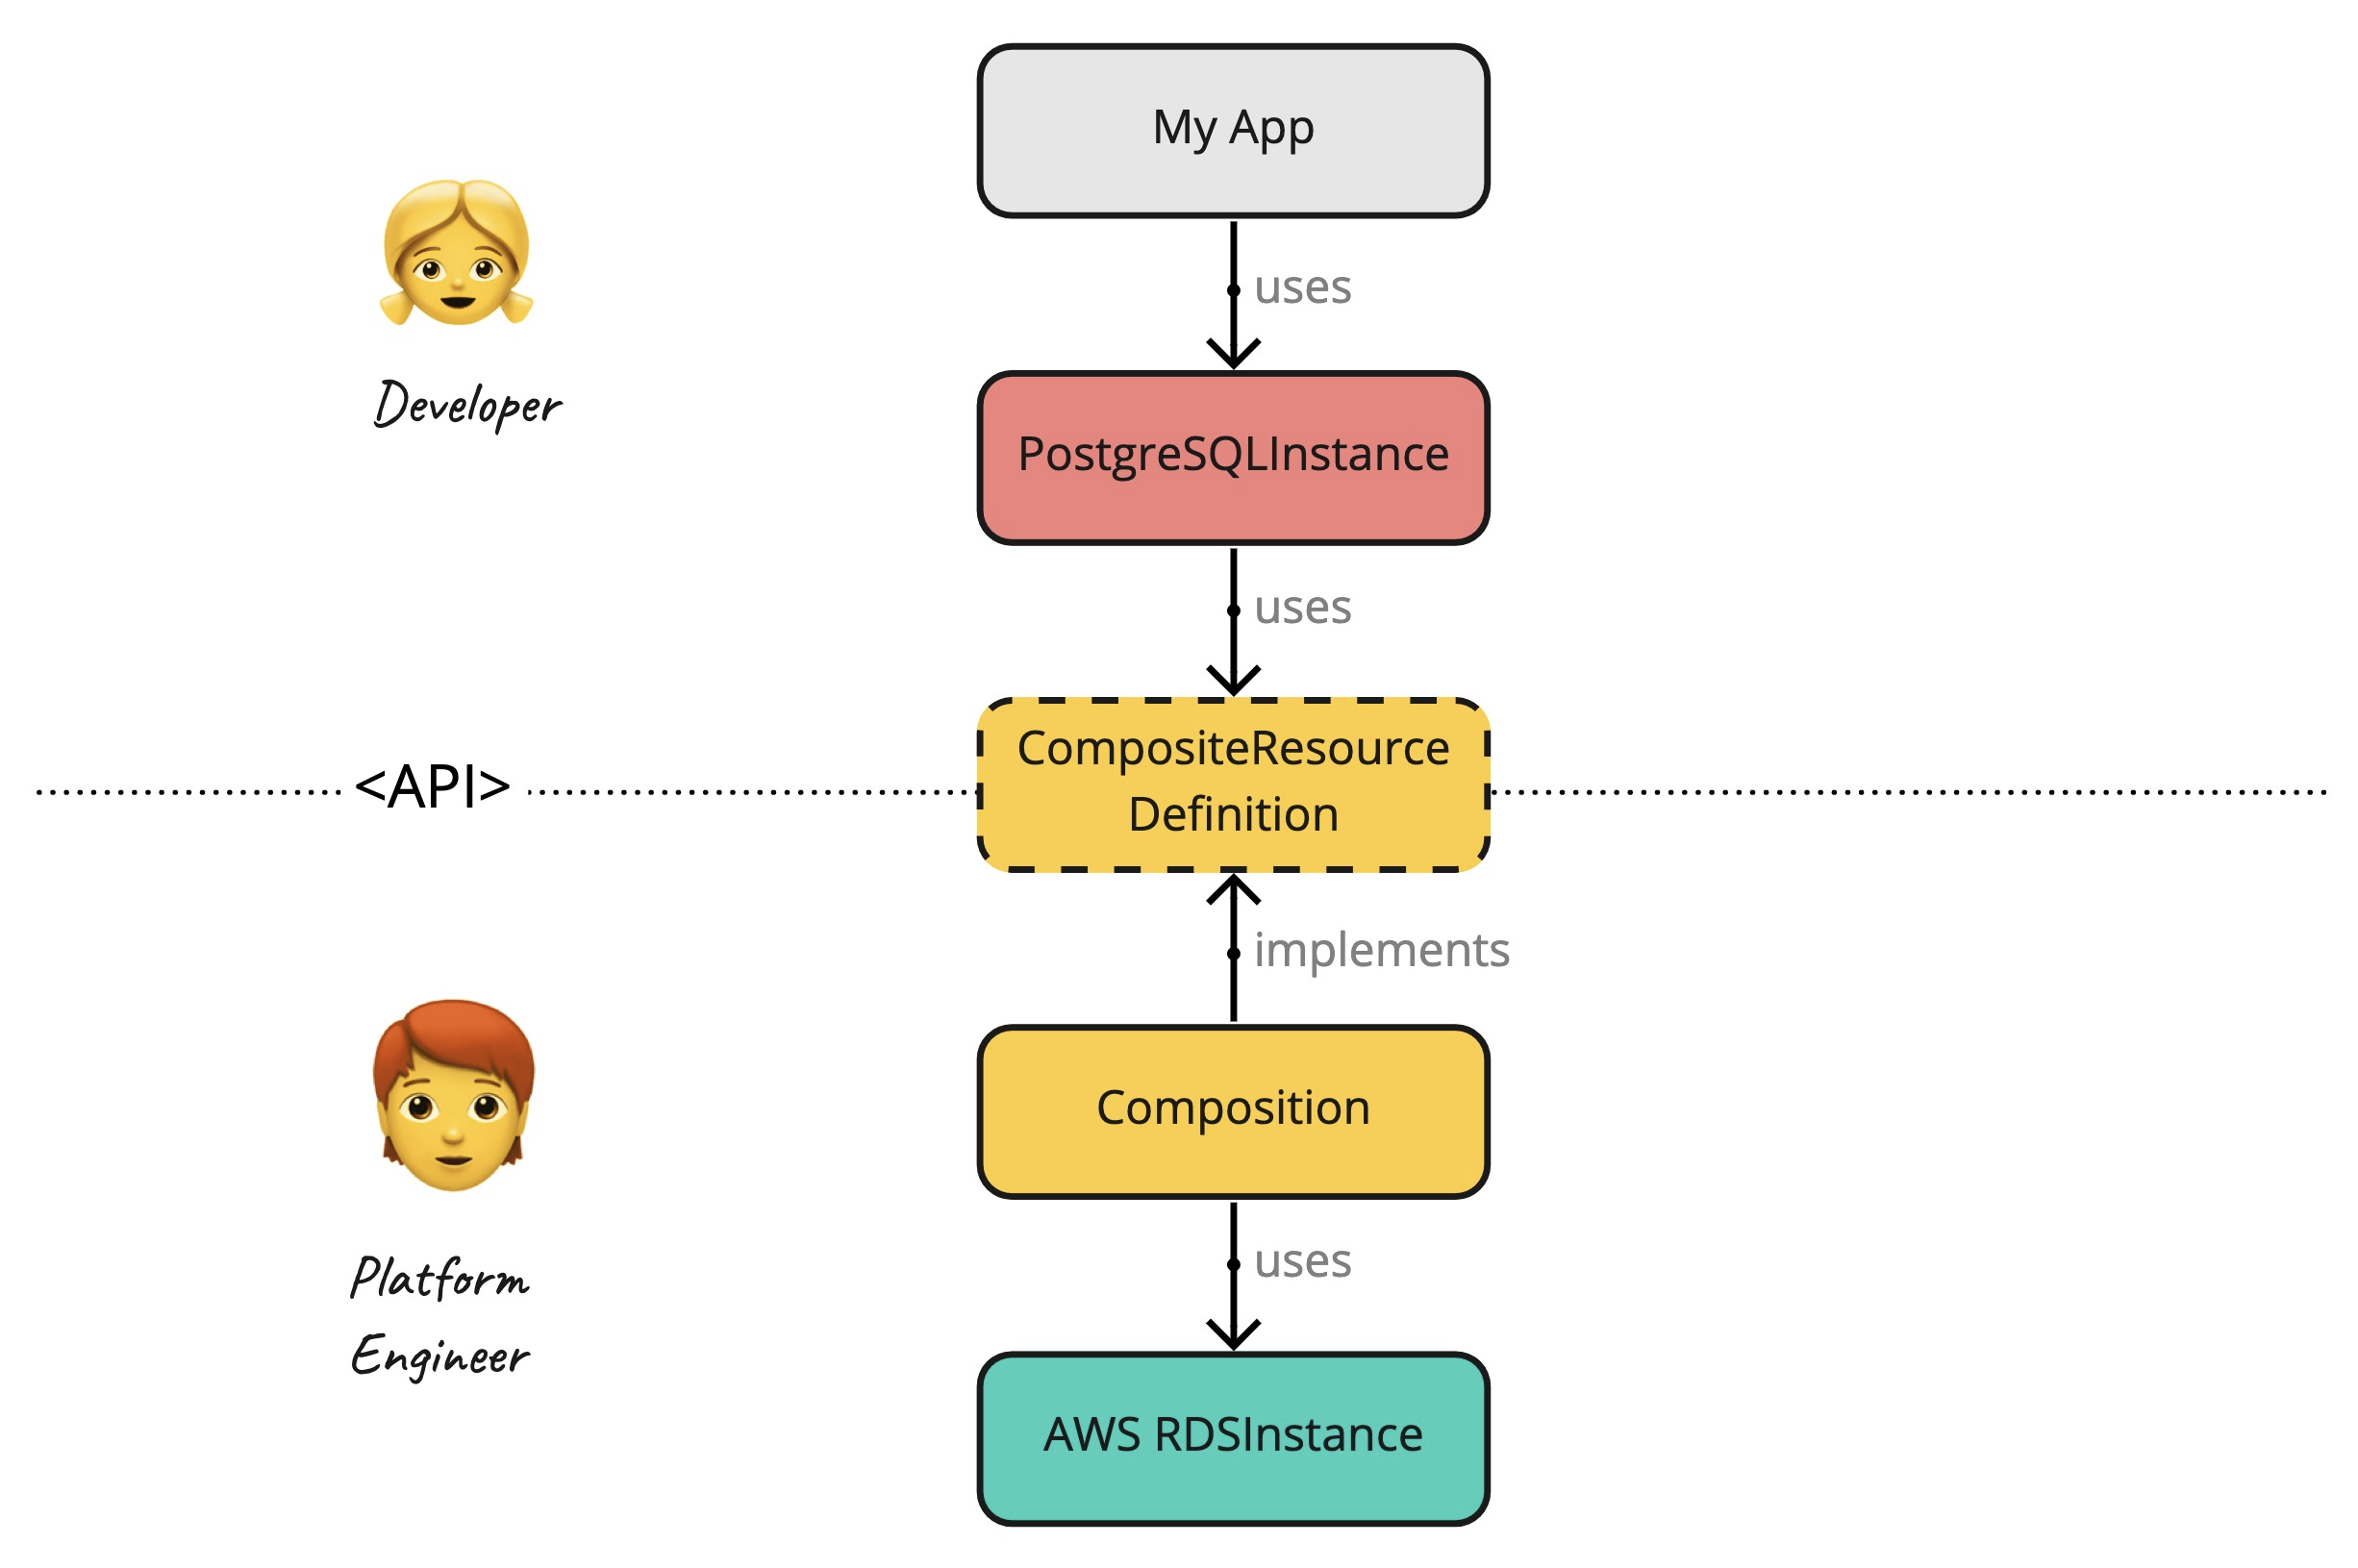 My App
uses
Developer
PostgreSQLInstance
uses
CompositeResource
Definition
<API>
implements
Composition
Platform
Engineer
uses
AWS RDSInstance